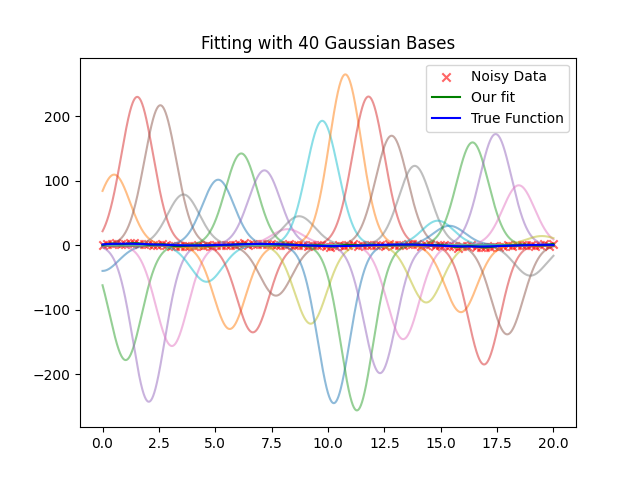 Fitting with 40 Gaussian Bases
Noisy Data
Our fit
True Function
200
100
0
−100
−200
0.0 2.5 5.0 7.5 10.0 12.5 15.0 17.5 20.0